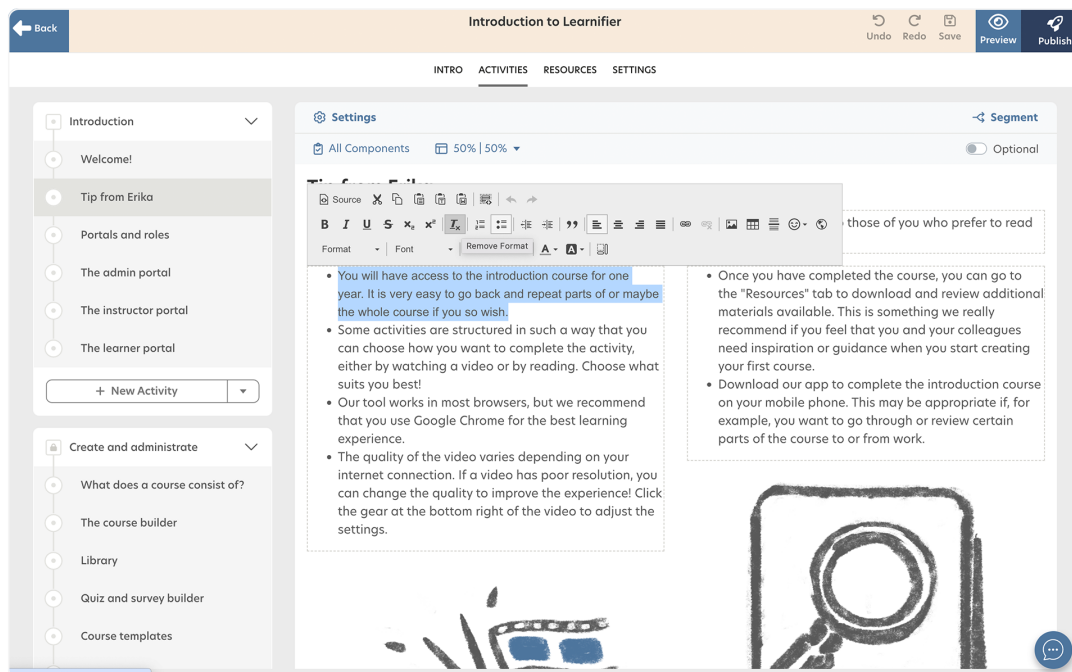 Back
Introduction to Learnifier
Undo
Redo
Save
Preview
Publish
INTRO
ACTIVITIES
RESOURCES
SETTINGS
Introduction
Welcome!
Tip from Erika
Portals and roles
The admin portal
The instructor portal
The learner portal
+ New Activity
Create and administrate
What does a course consist of?
The course builder
Library
Quiz and survey builder
Course templates
Settings
Segment
All Components
50% | 50%
Optional
Tip from Erika
Source
B I U S x₂ x² Tx
Format
Font
Remove Format
A
A
those of you who prefer to read
• You will have access to the introduction course for one
year. It is very easy to go back and repeat parts of or maybe
the whole course if you so wish.
• Some activities are structured in such a way that you
can choose how you want to complete the activity,
either by watching a video or by reading. Choose what
suits you best!
• Our tool works in most browsers, but we recommend
that you use Google Chrome for the best learning
experience.
• The quality of the video varies depending on your
internet connection. If a video has poor resolution, you
can change the quality to improve the experience! Click
the gear at the bottom right of the video to adjust the
settings.
• Once you have completed the course, you can go to
the "Resources" tab to download and review additional
materials available. This is something we really
recommend if you feel that you and your colleagues
need inspiration or guidance when you start creating
your first course.
• Download our app to complete the introduction course
on your mobile phone. This may be appropriate if, for
example, you want to go through or review certain
parts of the course to or from work.